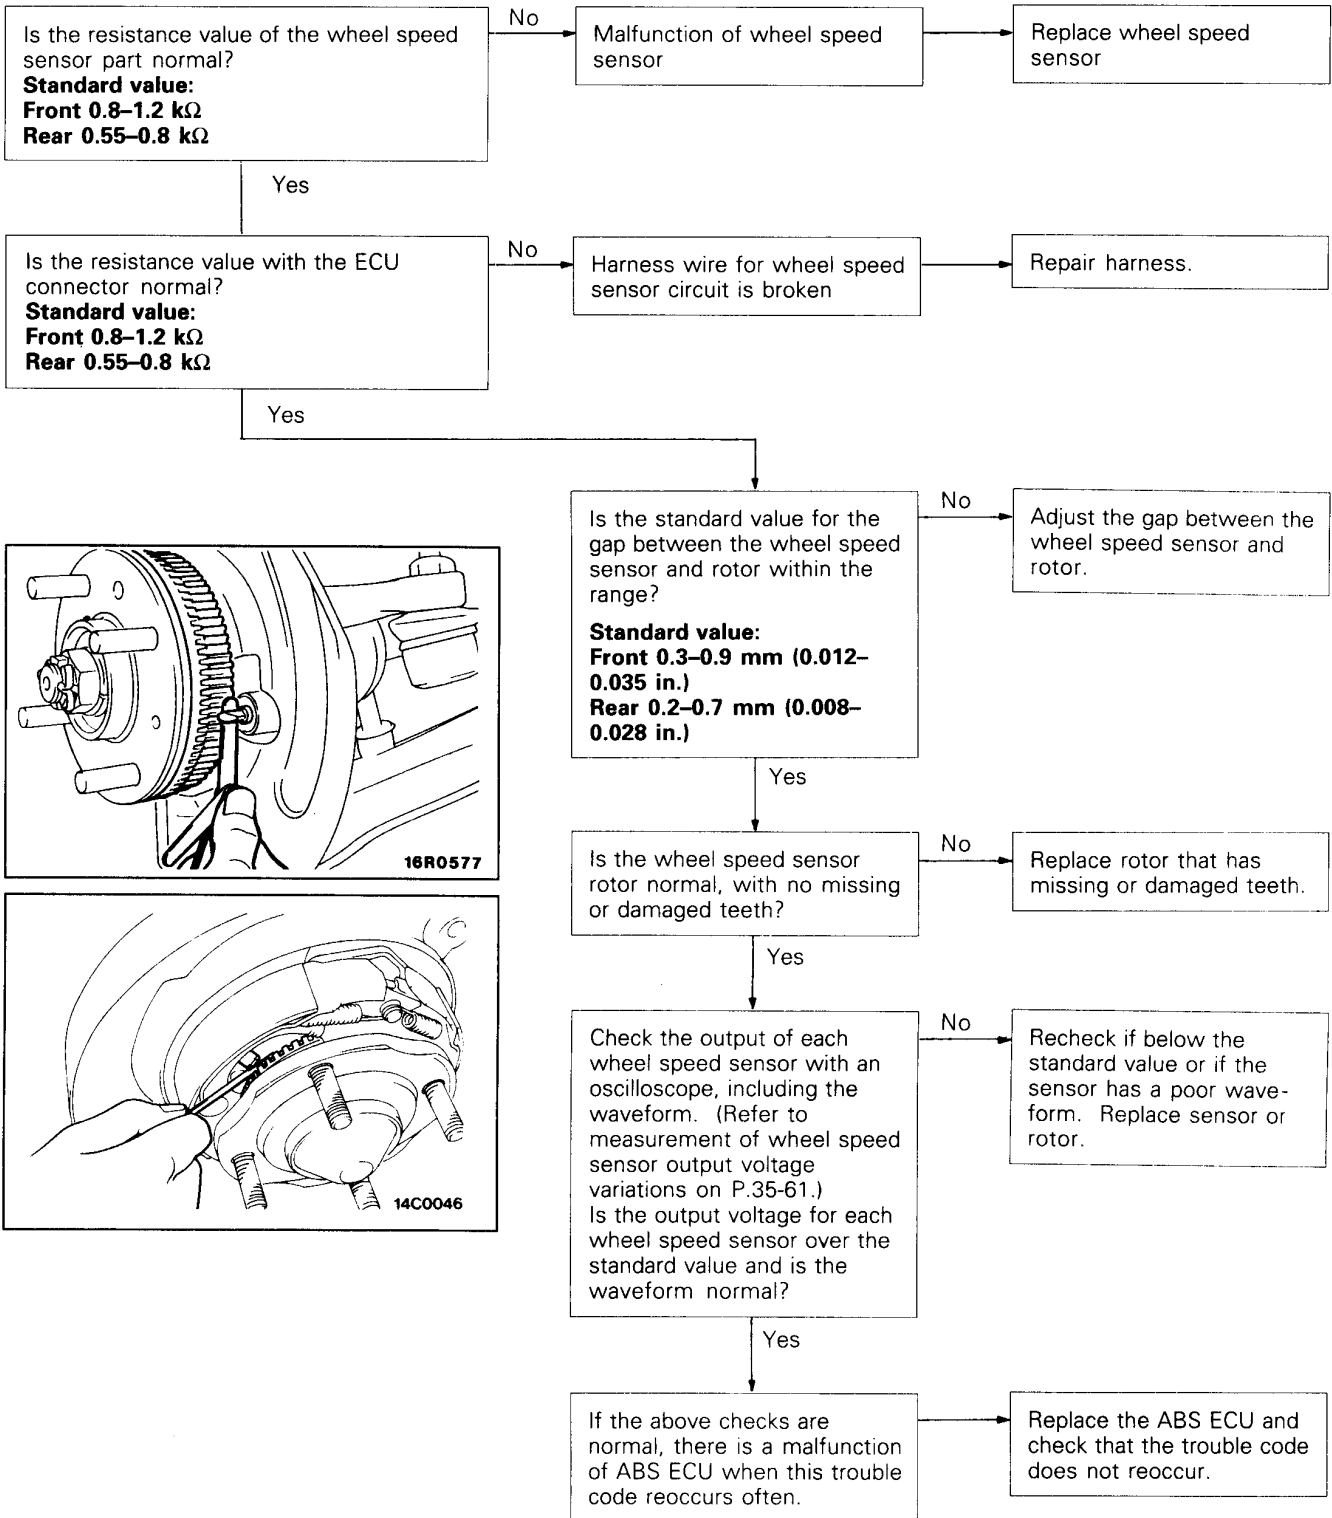 Is the resistance value of the wheel speed
sensor part normal?
Standard value:
Front 0.8–1.2 kΩ
Rear 0.55–0.8 kΩ
No
Malfunction of wheel speed
sensor
Replace wheel speed
sensor
Yes
Is the resistance value with the ECU
connector normal?
Standard value:
Front 0.8–1.2 kΩ
Rear 0.55–0.8 kΩ
No
Harness wire for wheel speed
sensor circuit is broken
Repair harness.
Yes
Is the standard value for the
gap between the wheel speed
sensor and rotor within the
range?
Standard value:
Front 0.3–0.9 mm (0.012–
0.035 in.)
Rear 0.2–0.7 mm (0.008–
0.028 in.)
No
Adjust the gap between the
wheel speed sensor and
rotor.
16R0577
Yes
Is the wheel speed sensor
rotor normal, with no missing
or damaged teeth?
No
Replace rotor that has
missing or damaged teeth.
14C0046
Yes
Check the output of each
wheel speed sensor with an
oscilloscope, including the
waveform. (Refer to
measurement of wheel speed
sensor output voltage
variations on P.35-61.)
Is the output voltage for each
wheel speed sensor over the
standard value and is the
waveform normal?
No
Recheck if below the
standard value or if the
sensor has a poor wave-
form. Replace sensor or
rotor.
Yes
If the above checks are
normal, there is a malfunction
of ABS ECU when this trouble
code reoccurs often.
Replace the ABS ECU and
check that the trouble code
does not reoccur.